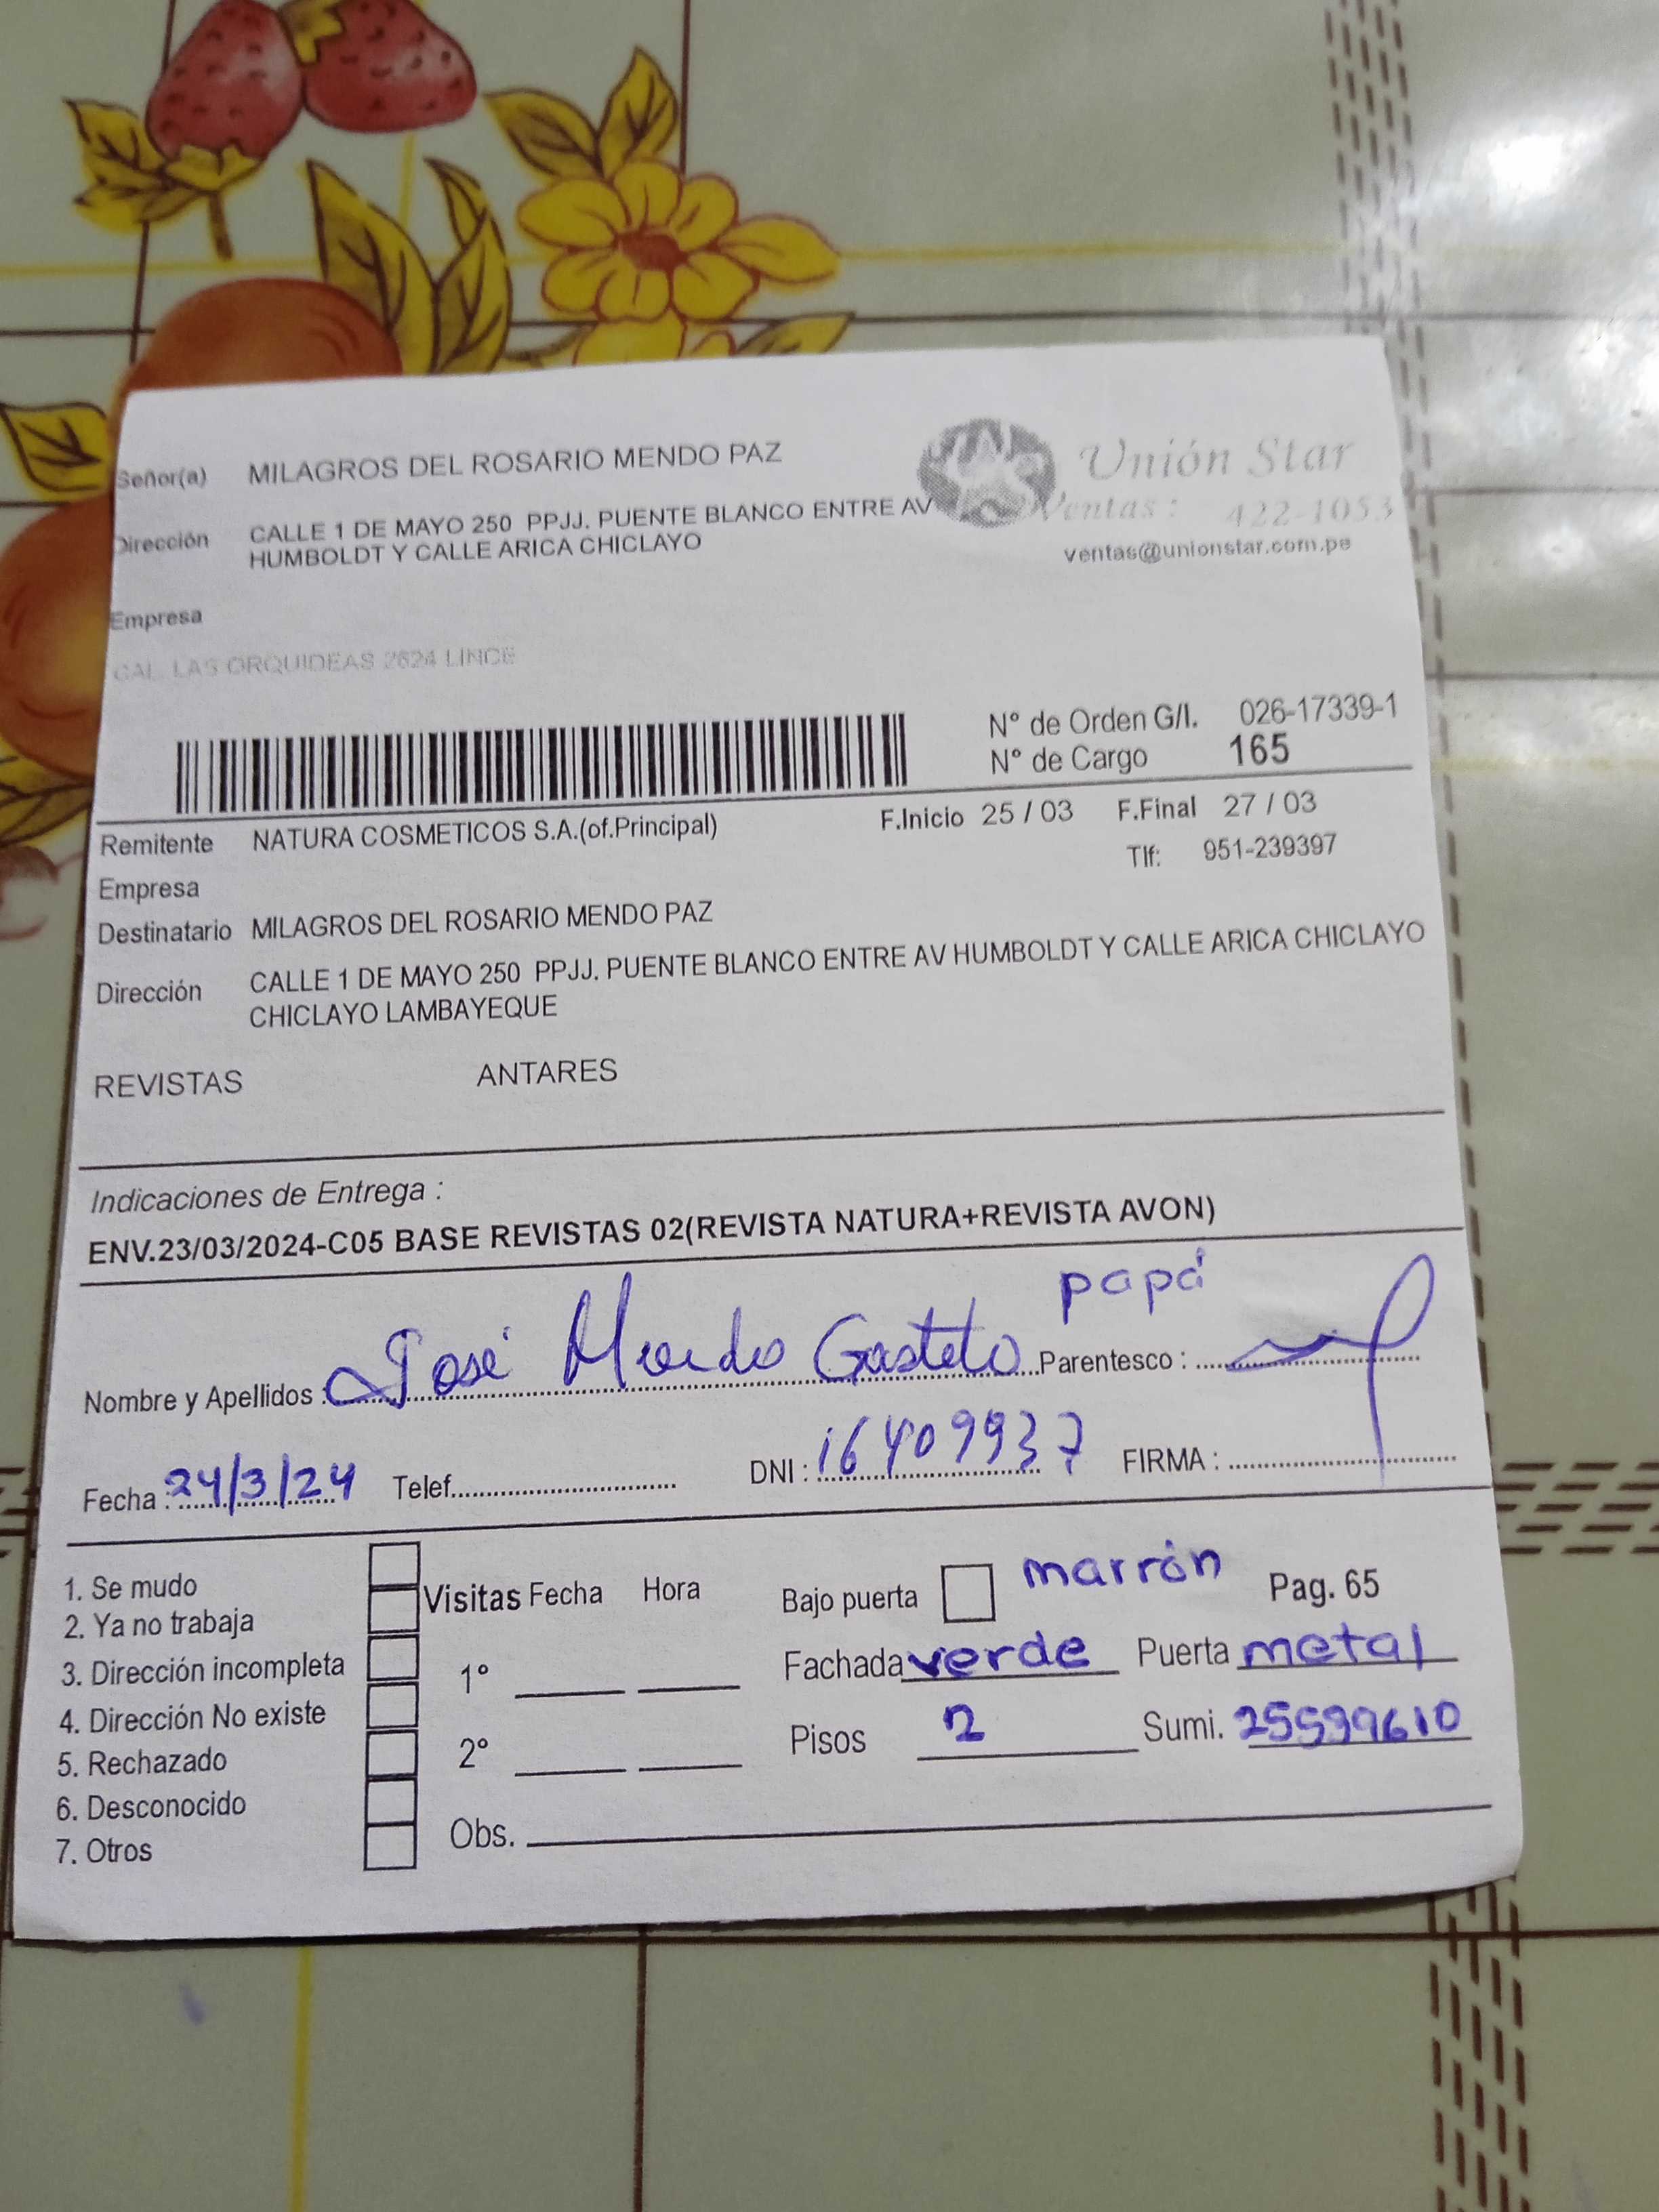 Señor(a) MILAGROS DEL ROSARIO MENDO PAZ
Unión Star
Dirección CALLE 1 DE MAYO 250 PPJJ. PUENTE BLANCO ENTRE AV
HUMBOLDT Y CALLE ARICA CHICLAYO
Ventas : 422-1053
ventas@unionstar.com.pe
Empresa
CAL. LAS ORQUIDEAS 2624 LINCE
N° de Orden G/I. 026-17339-1
N° de Cargo 165
Remitente NATURA COSMETICOS S.A.(of.Principal) F.Inicio 25 / 03 F.Final 27 / 03
Tlf: 951-239397
Empresa
Destinatario MILAGROS DEL ROSARIO MENDO PAZ
Dirección CALLE 1 DE MAYO 250 PPJJ. PUENTE BLANCO ENTRE AV HUMBOLDT Y CALLE ARICA CHICLAYO
CHICLAYO LAMBAYEQUE
REVISTAS ANTARES
Indicaciones de Entrega :
ENV.23/03/2024-C05 BASE REVISTAS 02(REVISTA NATURA+REVISTA AVON)
papá
Nombre y Apellidos : José Mendo Gastelo Parentesco :
Fecha : 24/3/24 Telef. DNI : 16409937 FIRMA :
1. Se mudo
2. Ya no trabaja
3. Dirección incompleta
4. Dirección No existe
5. Rechazado
6. Desconocido
7. Otros
Visitas Fecha Hora
1°
2°
Obs.
Bajo puerta marrón Pag. 65
Fachada verde Puerta metal
Pisos 2 Sumi. 25599610